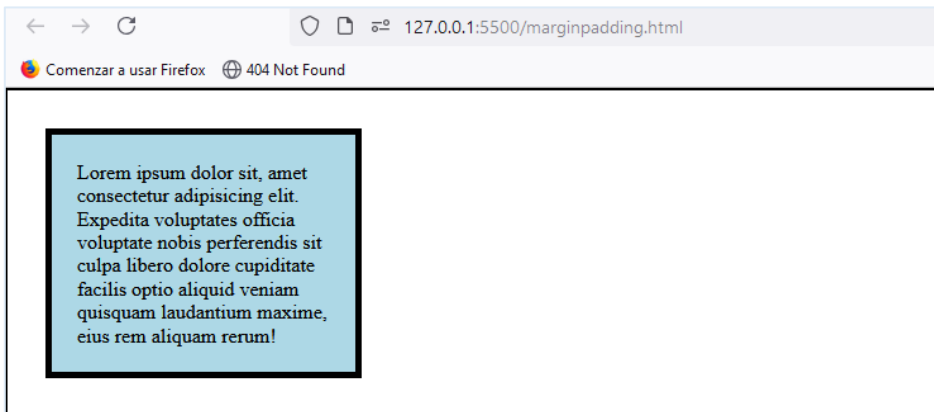 127.0.0.1:5500/marginpadding.html
Comenzar a usar Firefox 404 Not Found
Lorem ipsum dolor sit, amet
consectetur adipisicing elit.
Expedita voluptates officia
voluptate nobis perferendis sit
culpa libero dolore cupiditate
facilis optio aliquid veniam
quisquam laudantium maxime,
eius rem aliquam rerum!